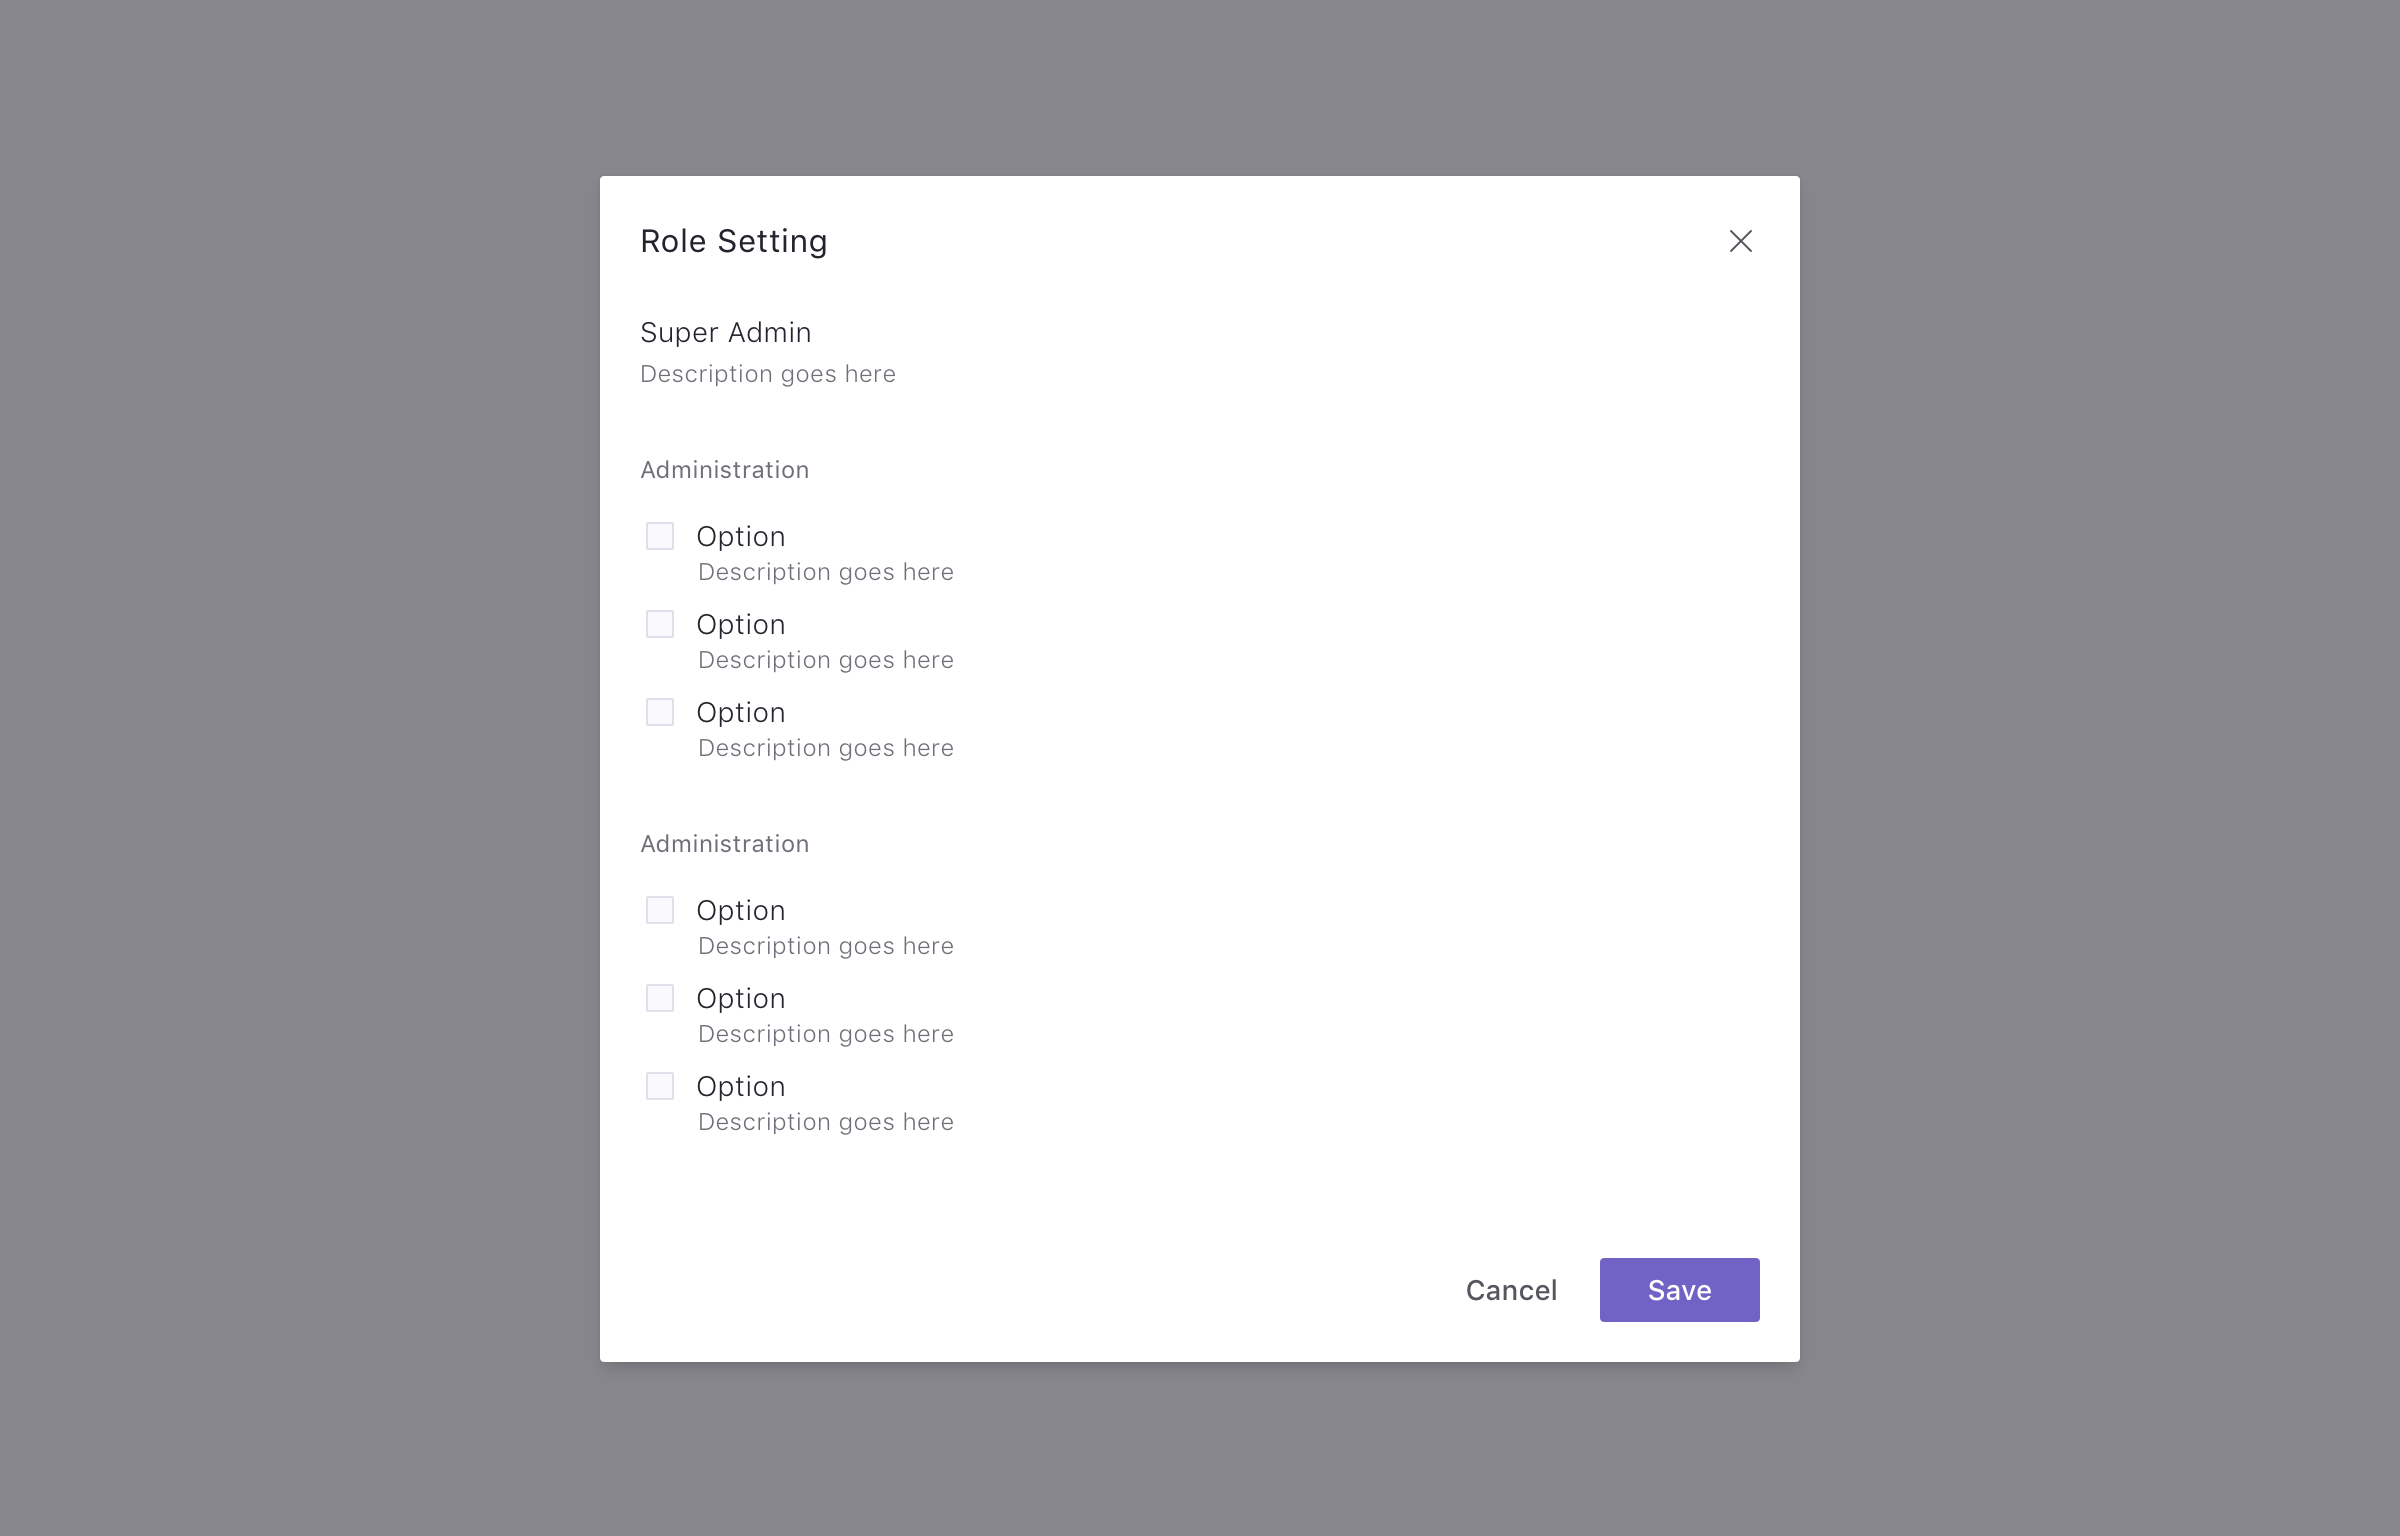 Role Setting
Super Admin
Description goes here
Administration
Option
Description goes here
Option
Description goes here
Option
Description goes here
Administration
Option
Description goes here
Option
Description goes here
Option
Description goes here
Cancel
Save